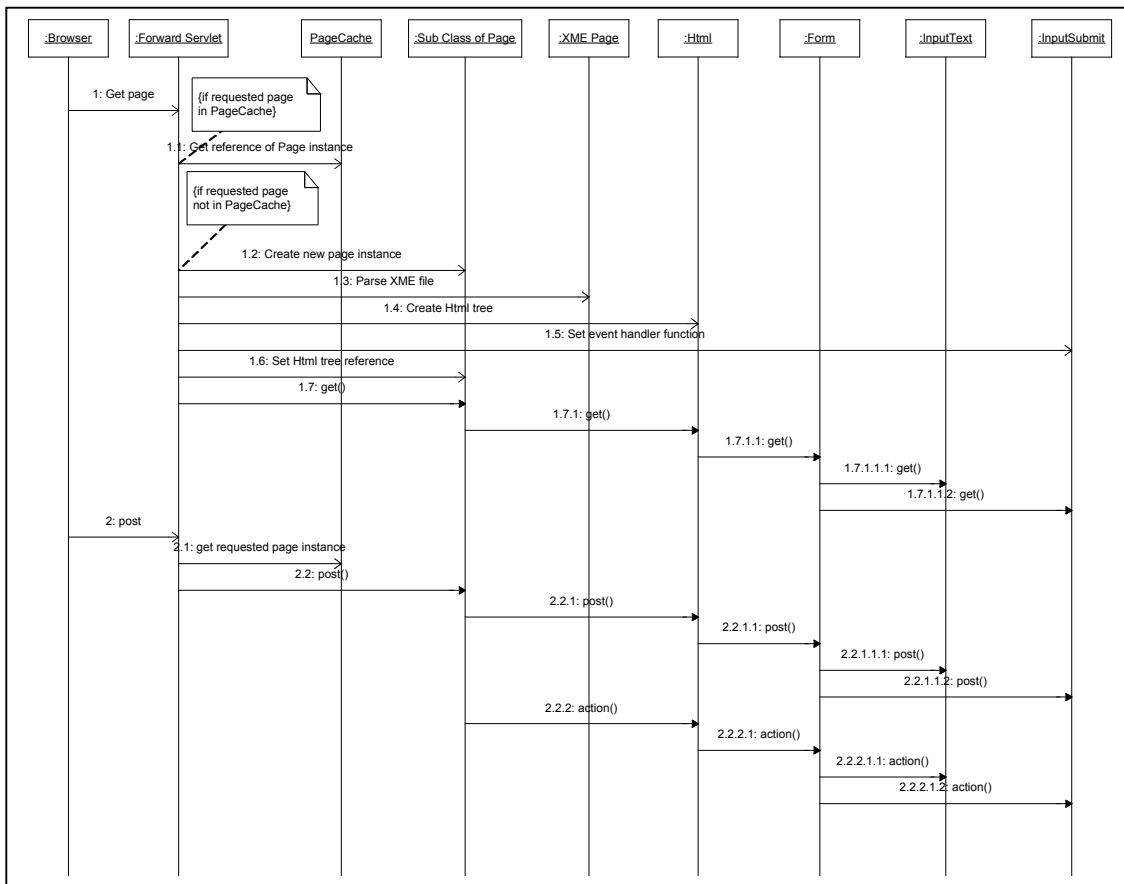 :Browser
:Forward Servlet
PageCache
:Sub Class of Page
:XME Page
:Html
:Form
:InputText
:InputSubmit
1: Get page
{if requested page
in PageCache}
1.1: Get reference of Page instance
{if requested page
not in PageCache}
1.2: Create new page instance
1.3: Parse XME file
1.4: Create Html tree
1.5: Set event handler function
1.6: Set Html tree reference
1.7: get()
1.7.1: get()
1.7.1.1: get()
1.7.1.1.1: get()
1.7.1.1.2: get()
2: post
2.1: get requested page instance
2.2: post()
2.2.1: post()
2.2.1.1: post()
2.2.1.1.1: post()
2.2.1.1.2: post()
2.2.2: action()
2.2.2.1: action()
2.2.2.1.1: action()
2.2.2.1.2: action()